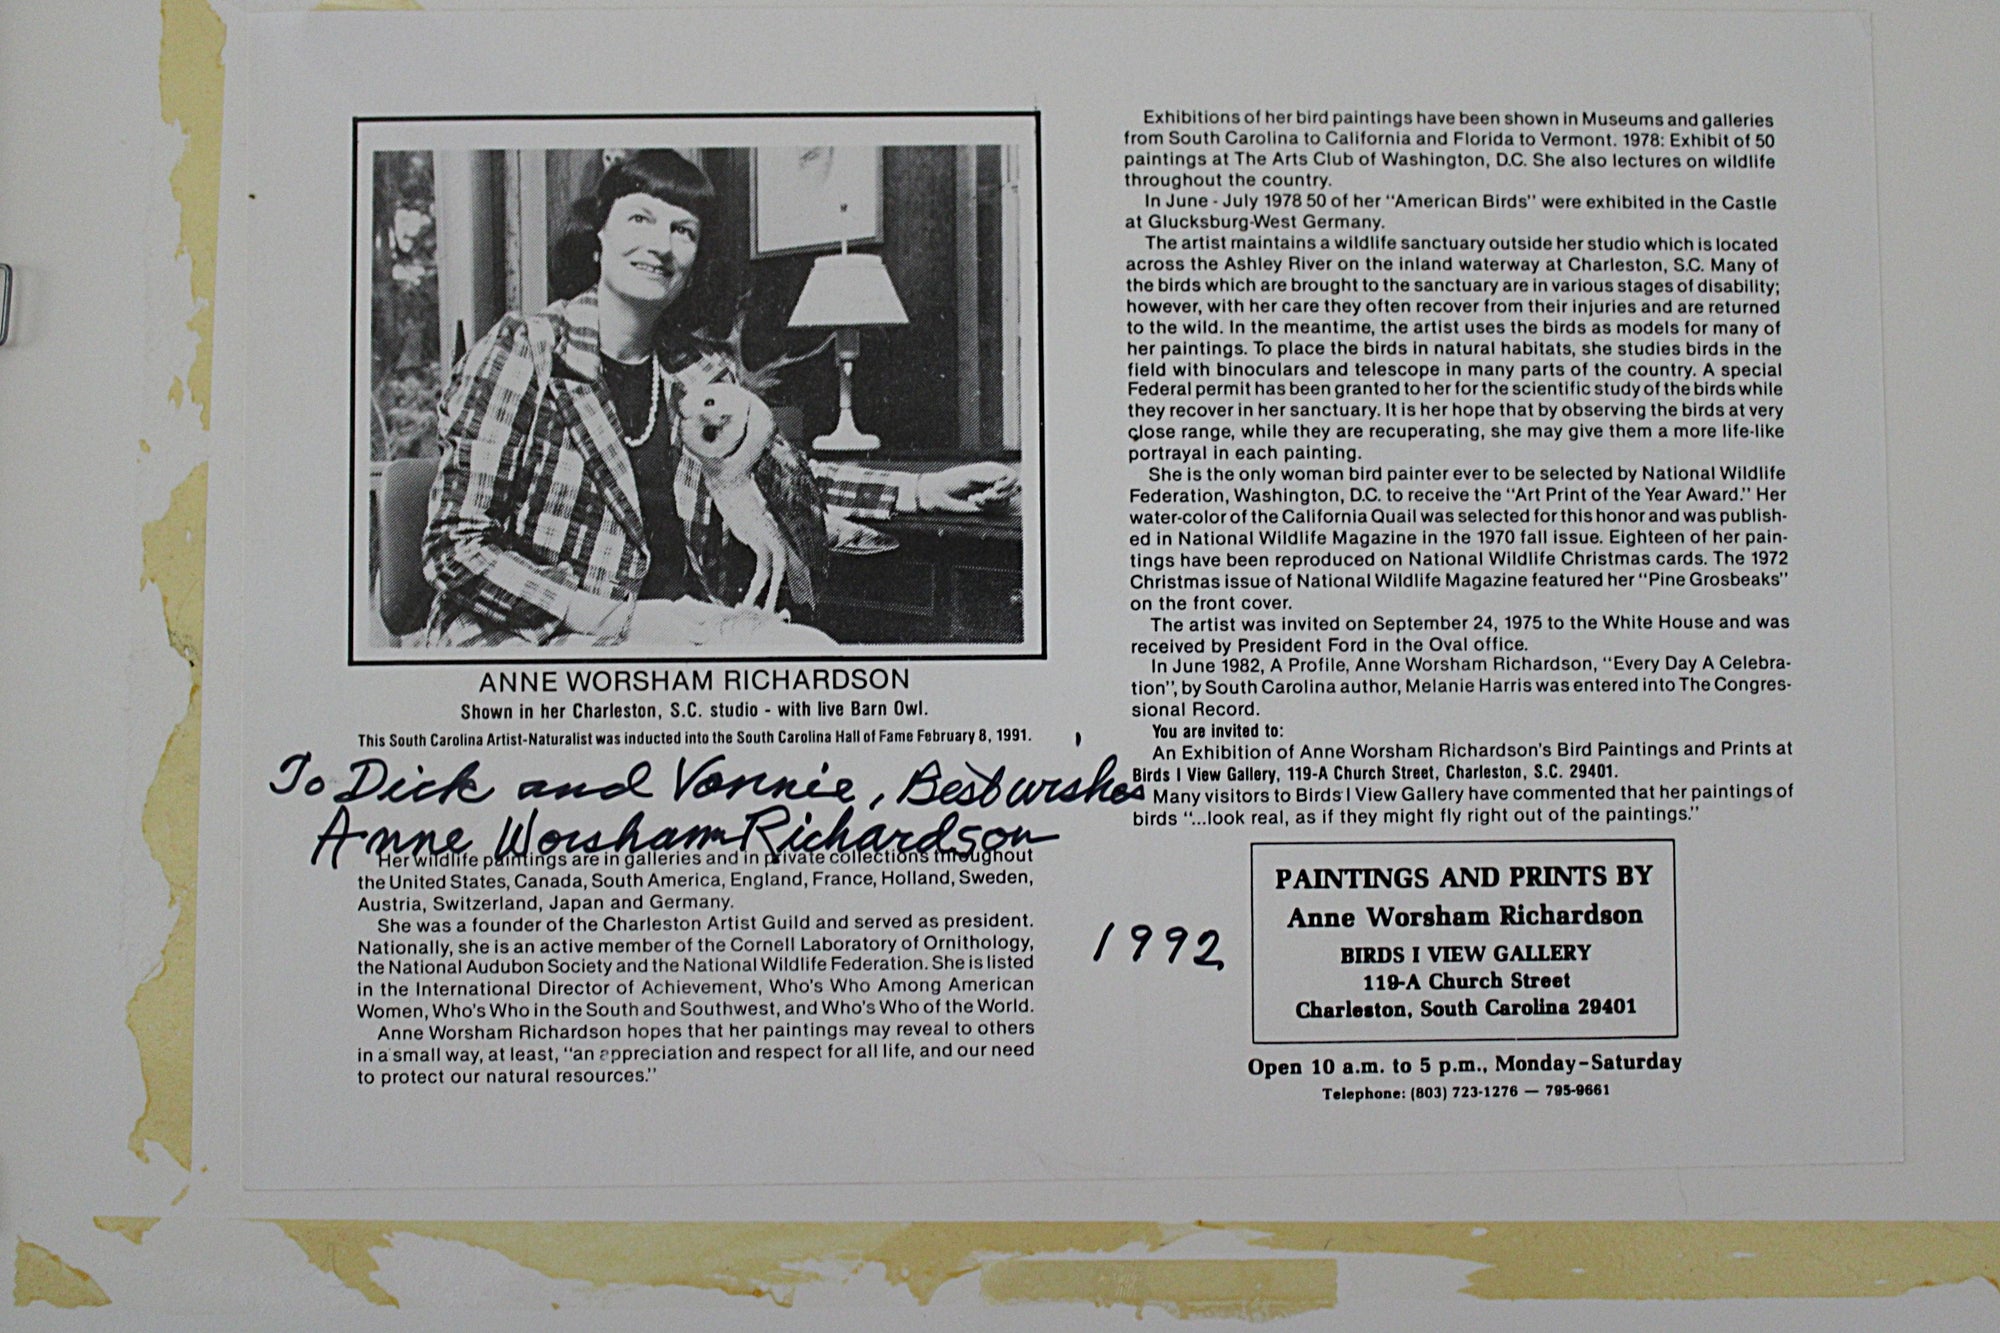 ANNE WORSHAM RICHARDSON
Shown in her Charleston, S.C. studio - with live Barn Owl.
This South Carolina Artist-Naturalist was inducted into the South Carolina Hall of Fame February 8, 1991.
To Dick and Vonnie, Best wishes
Anne Worsham Richardson
Her wildlife paintings are in galleries and in private collections throughout
the United States, Canada, South America, England, France, Holland, Sweden,
Austria, Switzerland, Japan and Germany.
She was a founder of the Charleston Artist Guild and served as president.
Nationally, she is an active member of the Cornell Laboratory of Ornithology,
the National Audubon Society and the National Wildlife Federation. She is listed
in the International Director of Achievement, Who's Who Among American
Women, Who's Who in the South and Southwest, and Who's Who of the World.
Anne Worsham Richardson hopes that her paintings may reveal to others
in a small way, at least, "an appreciation and respect for all life, and our need
to protect our natural resources."
Exhibitions of her bird paintings have been shown in Museums and galleries
from South Carolina to California and Florida to Vermont. 1978: Exhibit of 50
paintings at The Arts Club of Washington, D.C. She also lectures on wildlife
throughout the country.
In June - July 1978 50 of her "American Birds" were exhibited in the Castle
at Glucksburg-West Germany.
The artist maintains a wildlife sanctuary outside her studio which is located
across the Ashley River on the inland waterway at Charleston, S.C. Many of
the birds which are brought to the sanctuary are in various stages of disability;
however, with her care they often recover from their injuries and are returned
to the wild. In the meantime, the artist uses the birds as models for many of
her paintings. To place the birds in natural habitats, she studies birds in the
field with binoculars and telescope in many parts of the country. A special
Federal permit has been granted to her for the scientific study of the birds while
they recover in her sanctuary. It is her hope that by observing the birds at very
close range, while they are recuperating, she may give them a more life-like
portrayal in each painting.
She is the only woman bird painter ever to be selected by National Wildlife
Federation, Washington, D.C. to receive the "Art Print of the Year Award." Her
water-color of the California Quail was selected for this honor and was publish-
ed in National Wildlife Magazine in the 1970 fall issue. Eighteen of her pain-
tings have been reproduced on National Wildlife Christmas cards. The 1972
Christmas issue of National Wildlife Magazine featured her "Pine Grosbeaks"
on the front cover.
The artist was invited on September 24, 1975 to the White House and was
received by President Ford in the Oval office.
In June 1982, A Profile, Anne Worsham Richardson, "Every Day A Celebra-
tion", by South Carolina author, Melanie Harris was entered into The Congres-
sional Record.
You are invited to:
An Exhibition of Anne Worsham Richardson's Bird Paintings and Prints at
Birds I View Gallery, 119-A Church Street, Charleston, S.C. 29401.
Many visitors to Birds I View Gallery have commented that her paintings of
birds "...look real, as if they might fly right out of the paintings."
1992
PAINTINGS AND PRINTS BY
Anne Worsham Richardson
BIRDS I VIEW GALLERY
119-A Church Street
Charleston, South Carolina 29401
Open 10 a.m. to 5 p.m., Monday-Saturday
Telephone: (803) 723-1276 — 795-9661